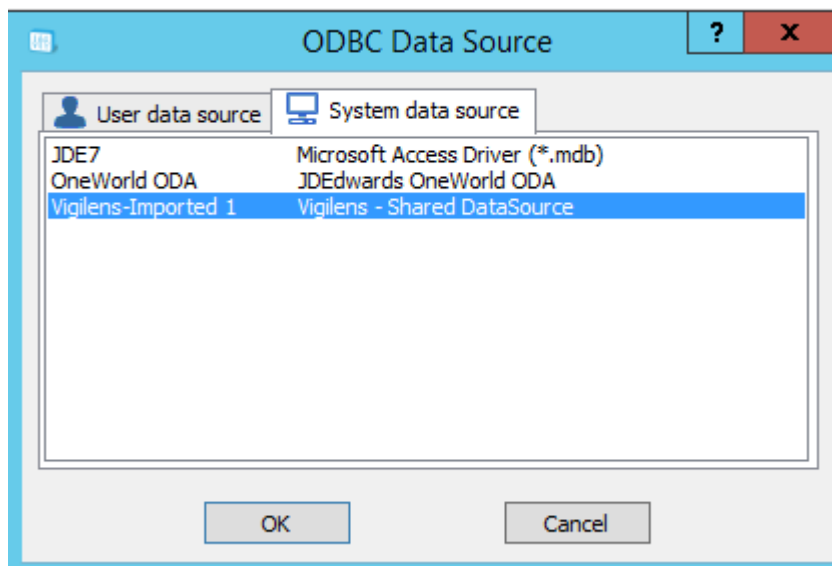 ODBC Data Source
? x
User data source System data source
JDE7 Microsoft Access Driver (*.mdb)
OneWorld ODA JDEdwards OneWorld ODA
Vigilens-Imported 1 Vigilens - Shared DataSource
OK Cancel